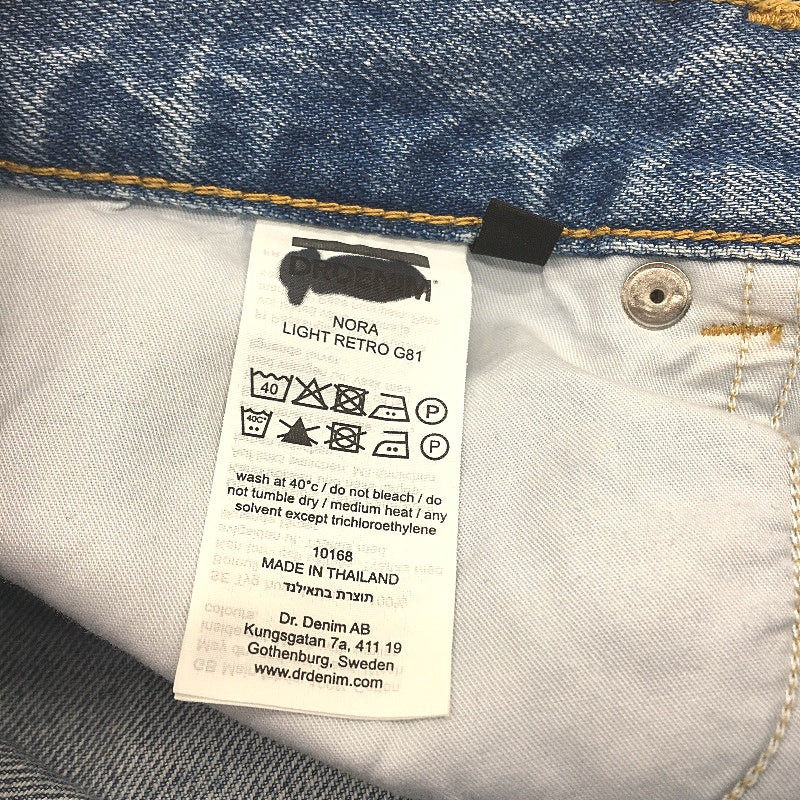 DRDENIM
NORA
LIGHT RETRO G81
40 P
40C° P
wash at 40°c / do not bleach / do
not tumble dry / medium heat / any
solvent except trichloroethylene
10168
MADE IN THAILAND
תוצרת בתאילנד
Dr. Denim AB
Kungsgatan 7a, 411 19
Gothenburg, Sweden
www.drdenim.com